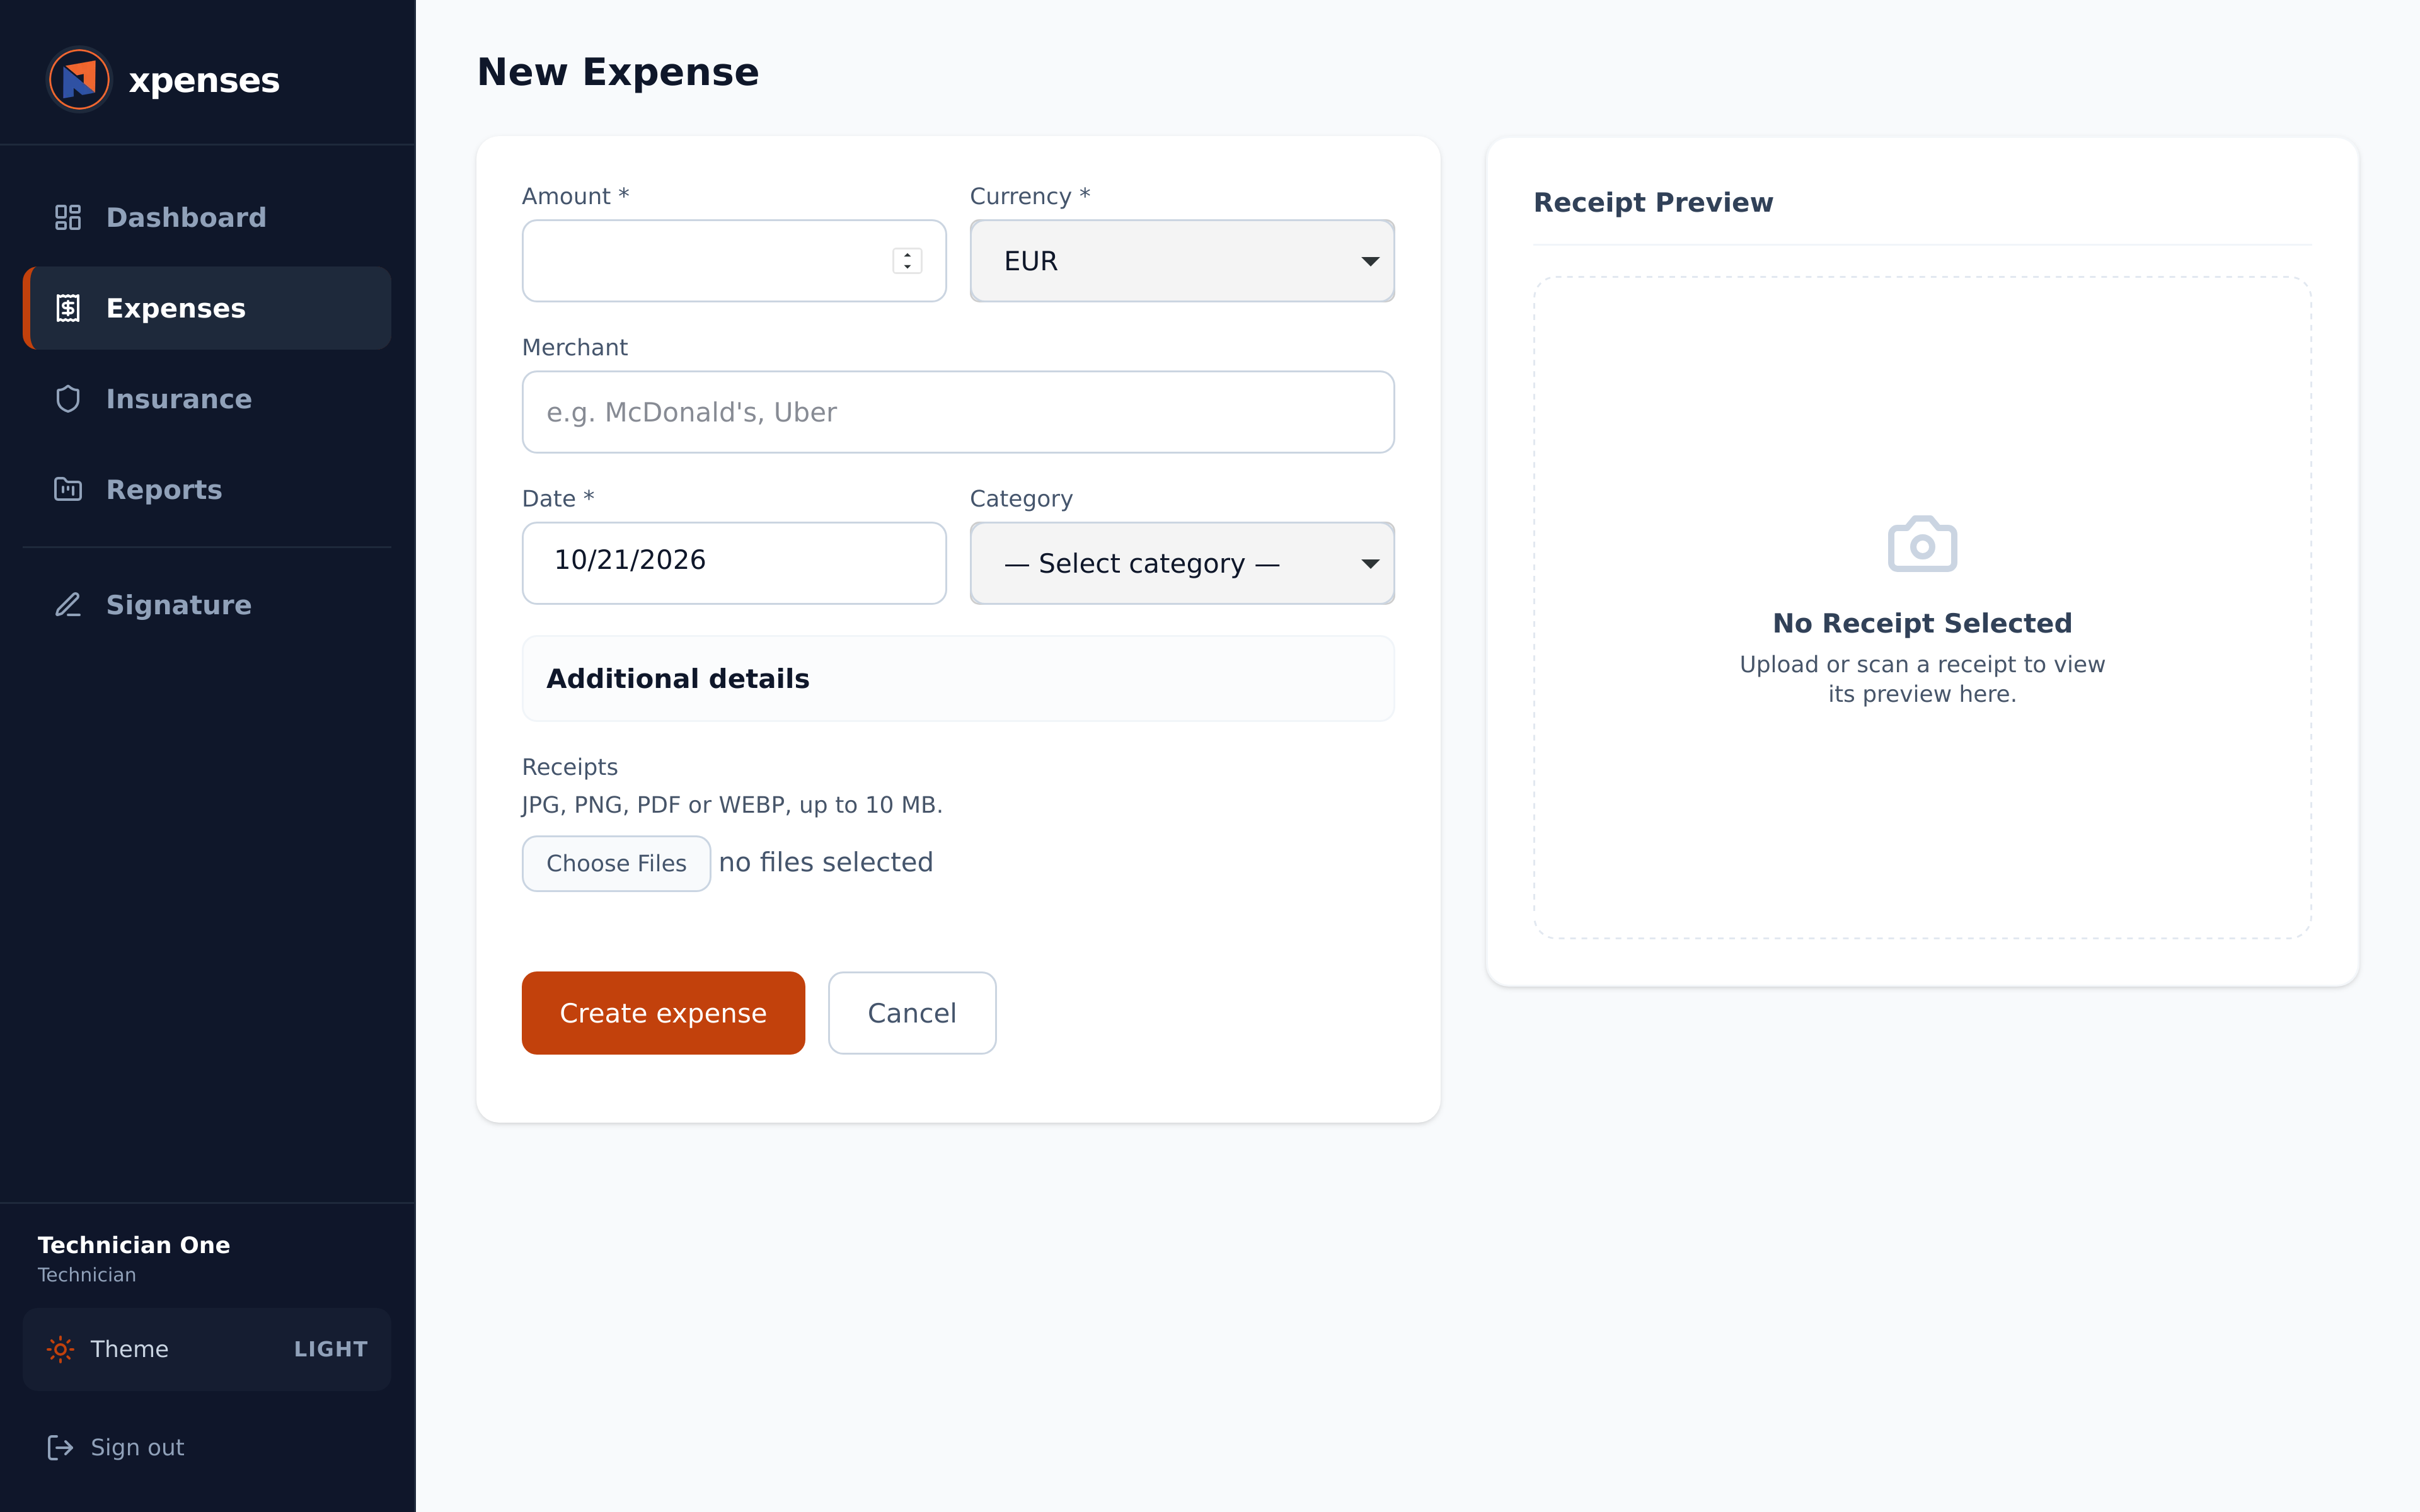 xpenses
Dashboard
Expenses
Insurance
Reports
Signature
Technician One
Technician
Theme LIGHT
Sign out
New Expense
Amount * Currency *
EUR
Merchant
e.g. McDonald's, Uber
Date * Category
10/21/2026 — Select category —
Additional details
Receipts
JPG, PNG, PDF or WEBP, up to 10 MB.
Choose Files no files selected
Create expense Cancel
Receipt Preview
No Receipt Selected
Upload or scan a receipt to view
its preview here.